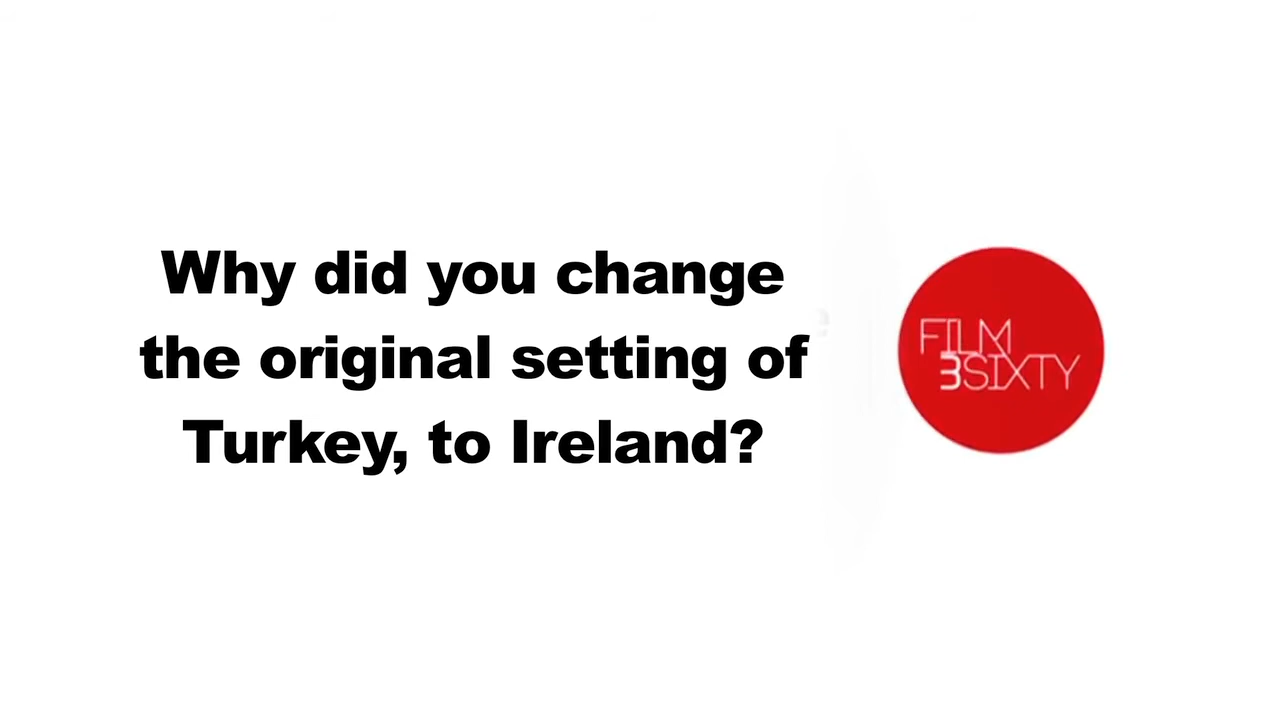 Why did you change
the original setting of
Turkey, to Ireland?
FILM
3SIXTY